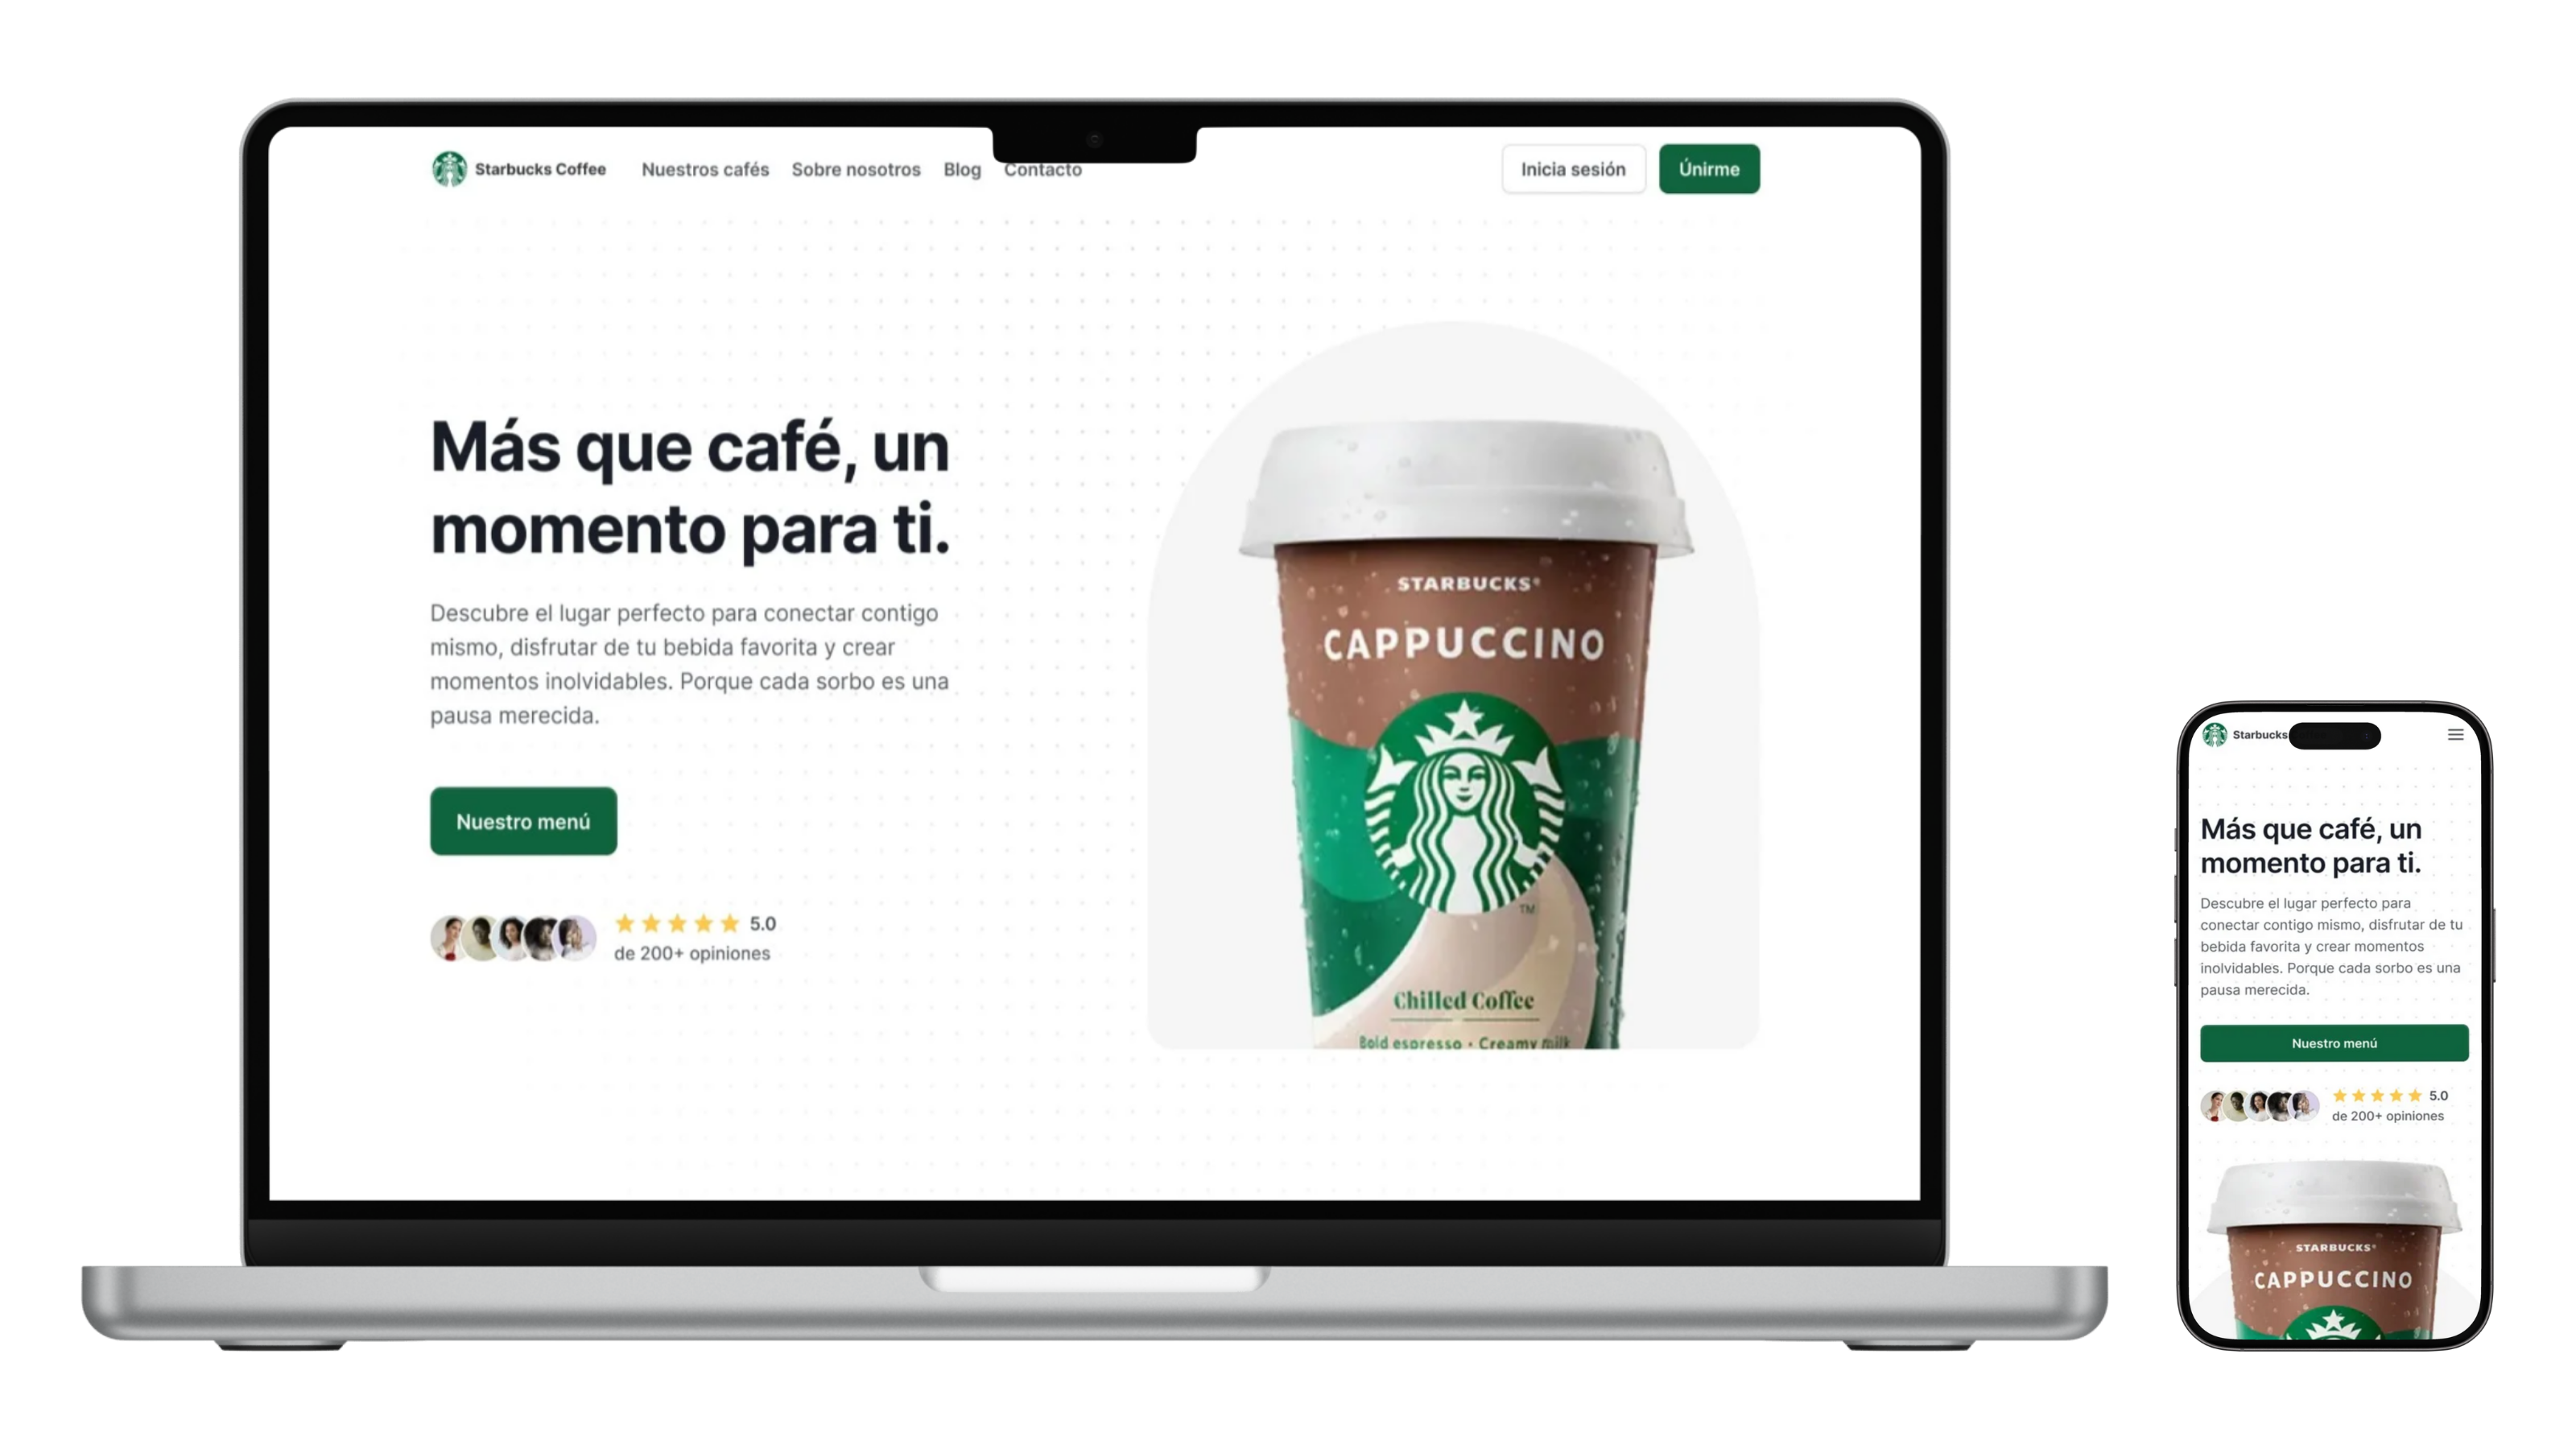 Starbucks Coffee
Nuestros cafés
Sobre nosotros
Blog
Contacto
Inicia sesión
Únirme
Más que café, un
momento para ti.
Descubre el lugar perfecto para conectar contigo
mismo, disfrutar de tu bebida favorita y crear
momentos inolvidables. Porque cada sorbo es una
pausa merecida.
Nuestro menú
5.0
de 200+ opiniones
STARBUCKS®
CAPPUCCINO
TM
Chilled Coffee
Bold espresso • Creamy milk
Starbucks
Más que café, un
momento para ti.
Descubre el lugar perfecto para
conectar contigo mismo, disfrutar de tu
bebida favorita y crear momentos
inolvidables. Porque cada sorbo es una
pausa merecida.
Nuestro menú
5.0
de 200+ opiniones
STARBUCKS®
CAPPUCCINO